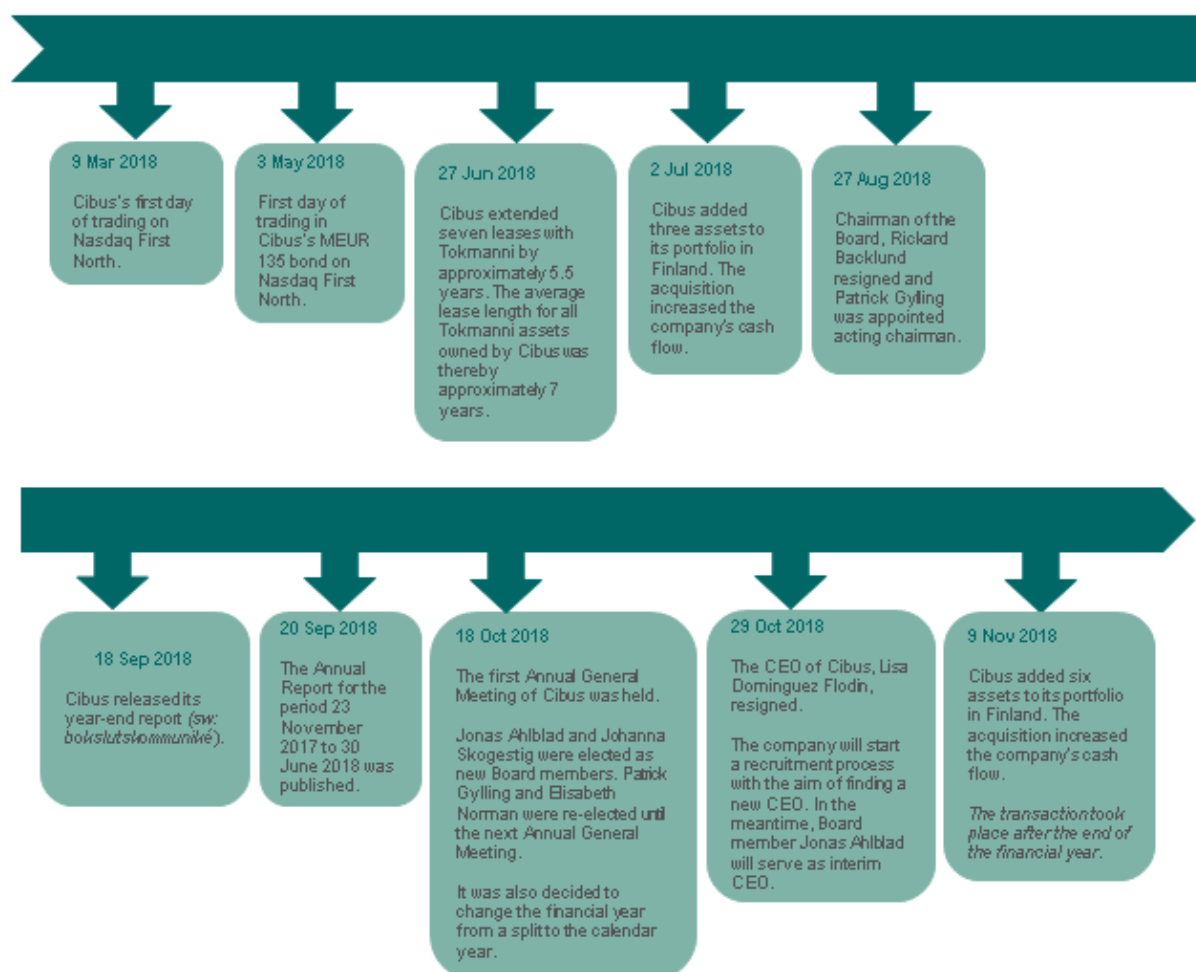 9 Mar 2018
Cibus's first day
of trading on
Nasdaq First
North.
3 May 2018
First day of
trading in
Cibus's MEUR
135 bond on
Nasdaq First
North.
27 Jun 2018
Cibus extended
seven leases with
Tokmanni by
approximately 5.5
years. The average
lease length for all
Tokmanni assets
owned by Cibus was
thereby
approximately 7
years.
2 Jul 2018
Cibus added
three assets to
its portfolio in
Finland. The
acquisition
increased the
company's cash
flow.
27 Aug 2018
Chairman of the
Board, Rickard
Backlund
resigned and
Patrick Gylling
was appointed
acting chairman.
18 Sep 2018
Cibus released its
year-end report (sw:
bokslutskommuniké).
20 Sep 2018
The Annual
Report for the
period 23
November
2017 to 30
June 2018 was
published.
18 Oct 2018
The first Annual General
Meeting of Cibus was held.
Jonas Ahlblad and Johanna
Skogestig were elected as
new Board members. Patrick
Gylling and Elisabeth
Norman were re-elected until
the next Annual General
Meeting.
It was also decided to
change the financial year
from a split to the calendar
year.
29 Oct 2018
The CEO of Cibus, Lisa
Dominguez Flodin,
resigned.
The company will start
a recruitment process
with the aim of finding a
new CEO. In the
meantime, Board
member Jonas Ahlblad
will serve as interim
CEO.
9 Nov 2018
Cibus added six
assets to its portfolio
in Finland. The
acquisition increased
the company's cash
flow.
The transaction took
place after the end of
the financial year.